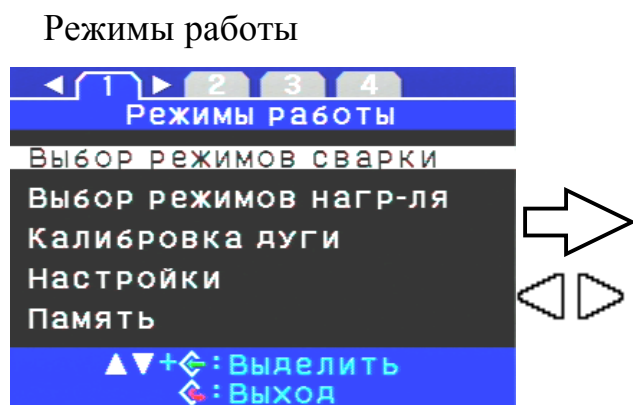 Режимы работы
◀ 1 ▶ 2 3 4
Режимы работы
Выбор режимов сварки
Выбор режимов нагр-ля
Калибровка дуги
Настройки
Память
▲▼+: Выделить
: Выход